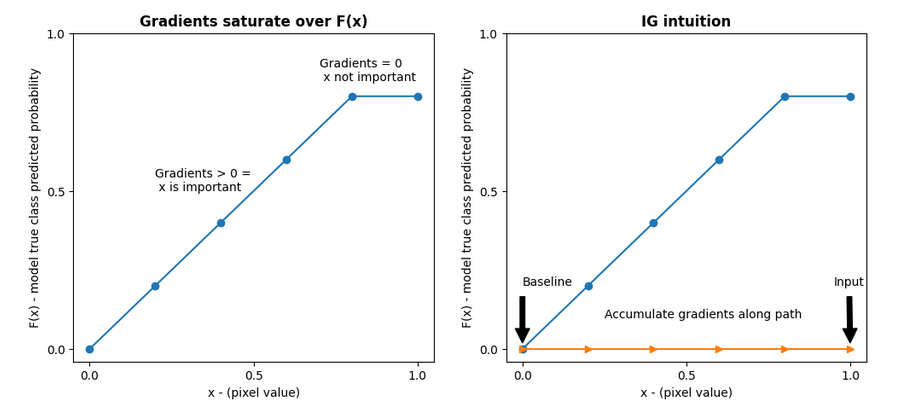 Gradients saturate over F(x)
F(x) - model true class predicted probability
1.0
0.5
0.0
Gradients = 0
x not important
Gradients > 0 =
x is important
0.0
0.5
1.0
x - (pixel value)
IG intuition
F(x) - model true class predicted probability
1.0
0.5
0.0
Baseline
Input
Accumulate gradients along path
0.0
0.5
1.0
x - (pixel value)